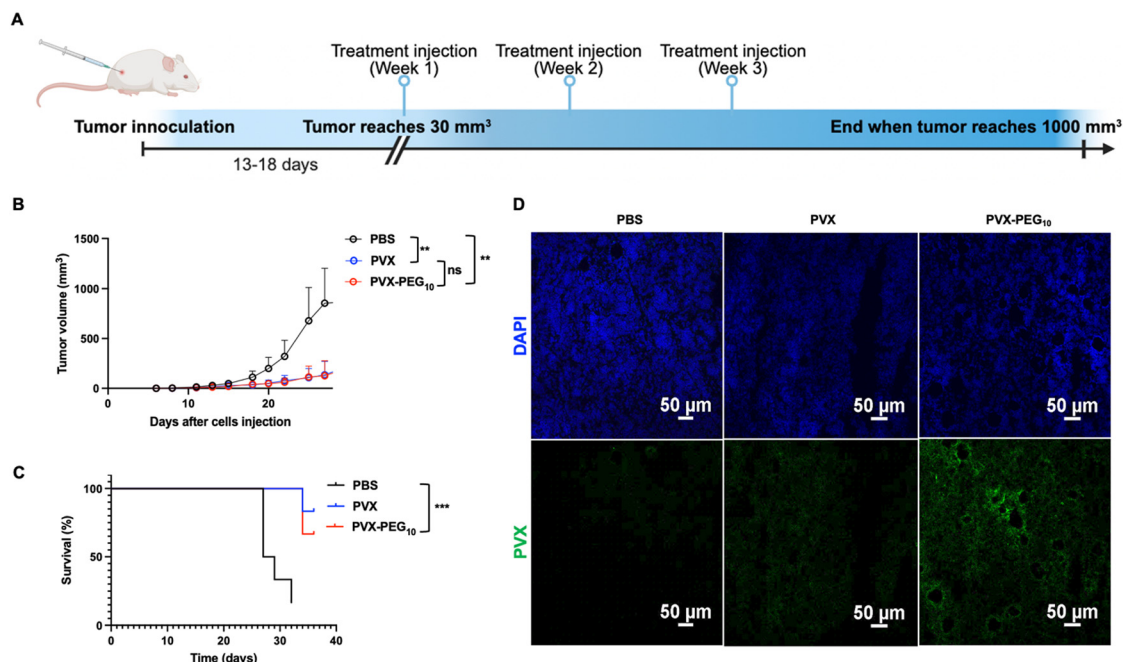 A
Treatment injection
(Week 1)
Treatment injection
(Week 2)
Treatment injection
(Week 3)
Tumor innoculation
Tumor reaches 30 mm³
End when tumor reaches 1000 mm³
13-18 days
B
Tumor volume (mm³)
1500
1000
500
0
0
10
20
Days after cells injection
PBS
PVX
PVX-PEG₁₀
**
ns
**
C
Survival (%)
100
50
0
0
10
20
30
40
Time (days)
PBS
PVX
PVX-PEG₁₀
***
D
PBS
PVX
PVX-PEG₁₀
DAPI
50 µm
50 µm
50 µm
PVX
50 µm
50 µm
50 µm